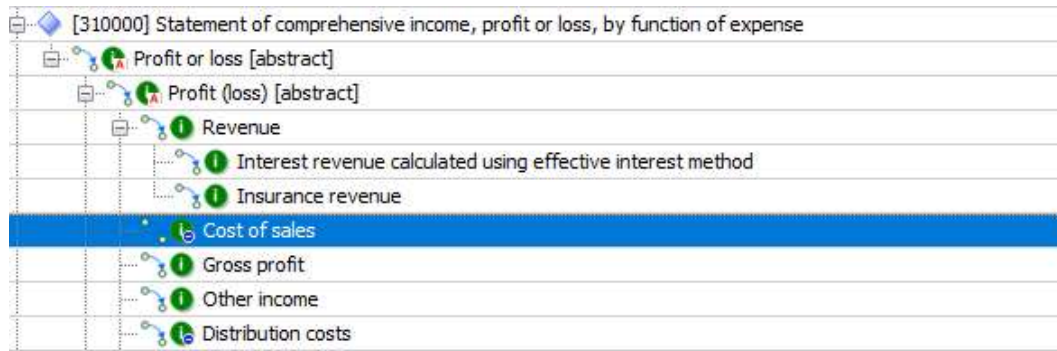 [310000] Statement of comprehensive income, profit or loss, by function of expense
Profit or loss [abstract]
Profit (loss) [abstract]
Revenue
Interest revenue calculated using effective interest method
Insurance revenue
Cost of sales
Gross profit
Other income
Distribution costs